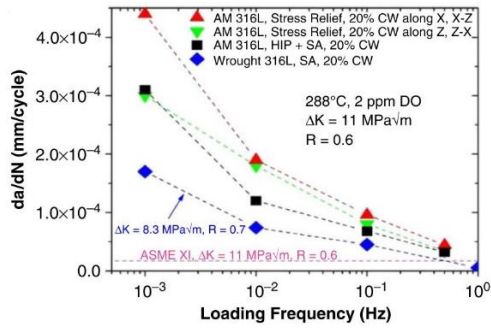 AM 316L, Stress Relief, 20% CW along X, X-Z
AM 316L, Stress Relief, 20% CW along Z, Z-X
AM 316L, HIP + SA, 20% CW
Wrought 316L, SA, 20% CW
288°C, 2 ppm DO
ΔK = 11 MPa√m
R = 0.6
ΔK = 8.3 MPa√m, R = 0.7
ASME XI, ΔK = 11 MPa√m, R = 0.6
da/dN (mm/cycle)
4.0×10⁻⁴
3.0×10⁻⁴
2.0×10⁻⁴
1.0×10⁻⁴
0.0
10⁻³ 10⁻² 10⁻¹ 10⁰
Loading Frequency (Hz)